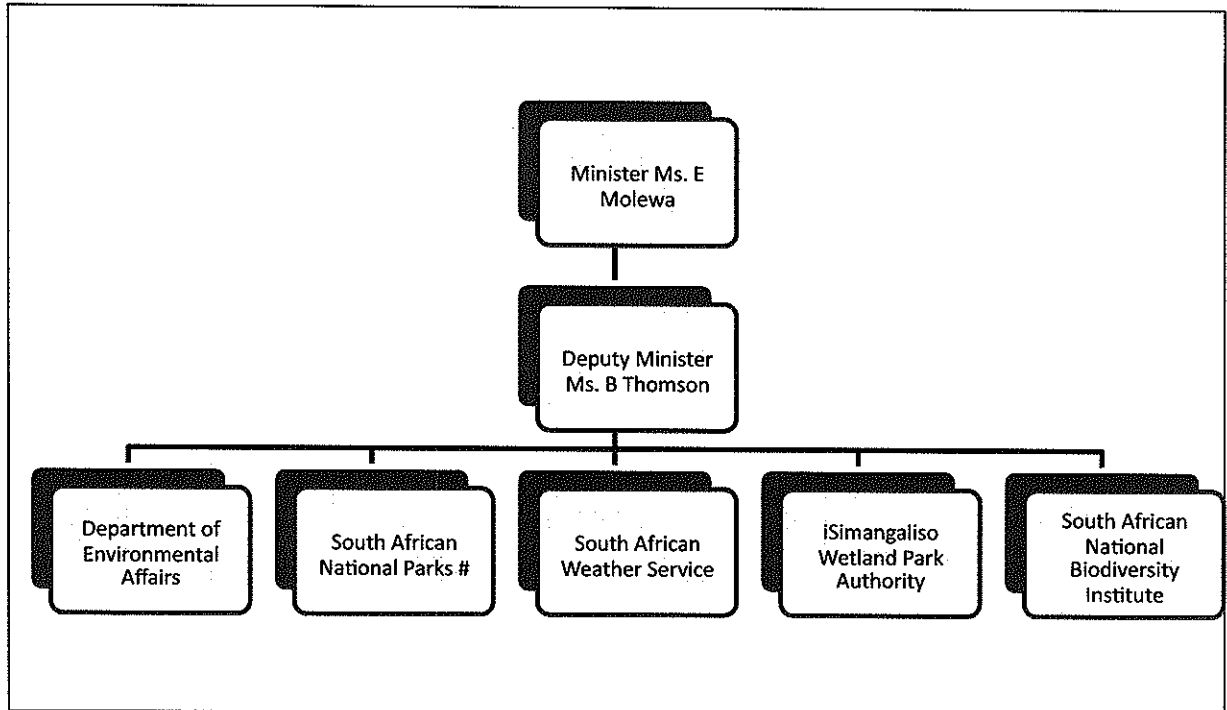 Minister Ms. E
Molewa
Deputy Minister
Ms. B Thomson
Department of
Environmental
Affairs
South African
National Parks #
South African
Weather Service
iSimangaliso
Wetland Park
Authority
South African
National
Biodiversity
Institute